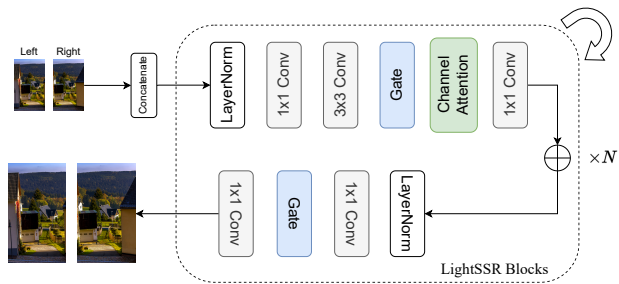 Left
Right
Concatenate
LayerNorm
1x1 Conv
3x3 Conv
Gate
Channel
Attention
1x1 Conv
×N
1x1 Conv
Gate
1x1 Conv
LayerNorm
LightSSR Blocks